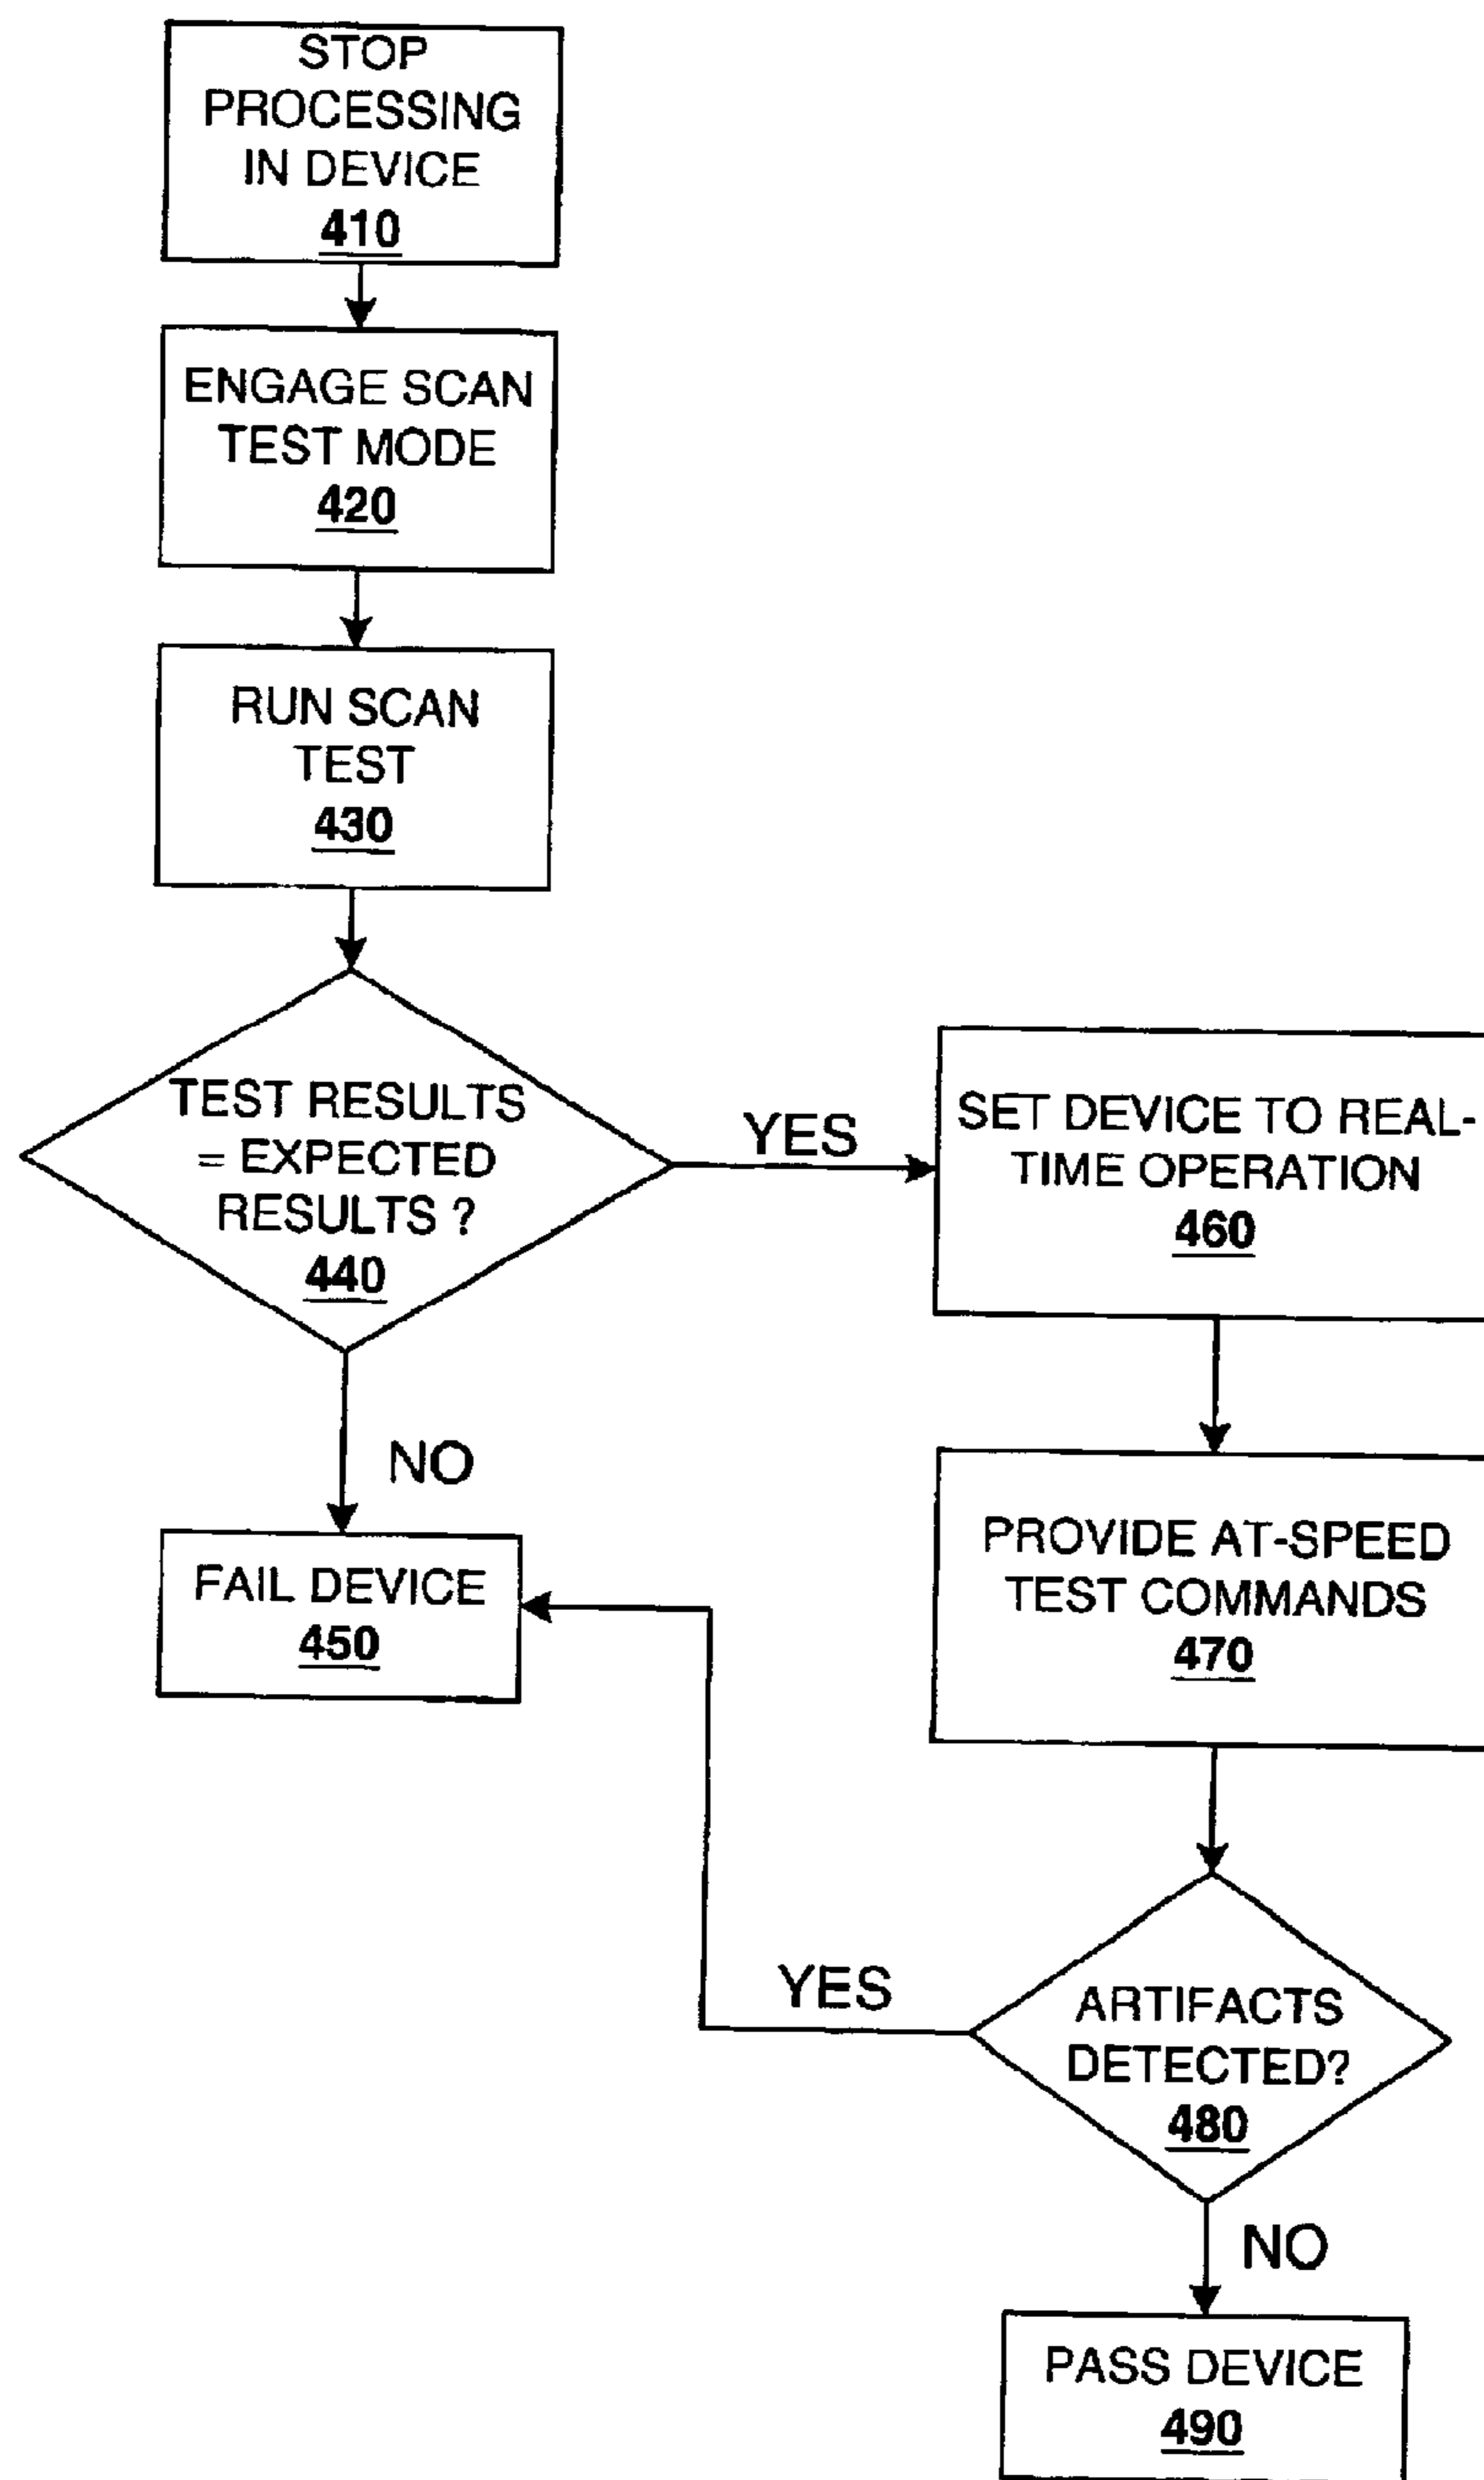 STOP
PROCESSING
IN DEVICE
410
ENGAGE SCAN
TEST MODE
420
RUN SCAN
TEST
430
TEST RESULTS
= EXPECTED
RESULTS ?
440
YES
NO
FAIL DEVICE
450
SET DEVICE TO REAL-
TIME OPERATION
460
PROVIDE AT-SPEED
TEST COMMANDS
470
ARTIFACTS
DETECTED?
480
YES
NO
PASS DEVICE
490